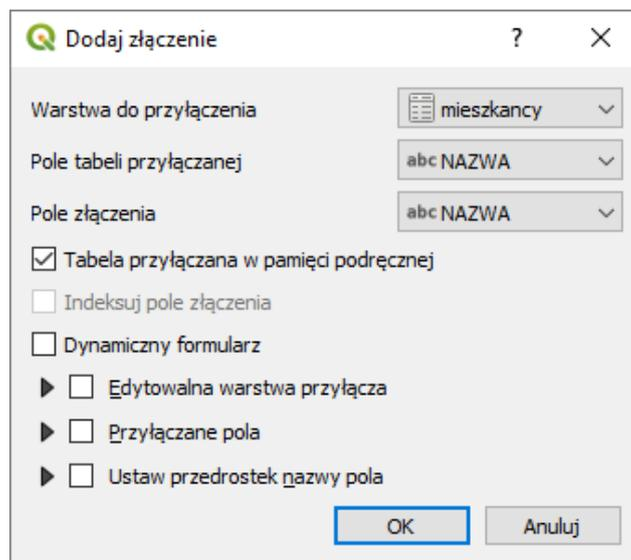 Dodaj złączenie ?
Warstwa do przyłączenia mieszkancy
Pole tabeli przyłączanej abc NAZWA
Pole złączenia abc NAZWA
Tabela przyłączana w pamięci podręcznej
Indeksuj pole złączenia
Dynamiczny formularz
Edytowalna warstwa przyłącza
Przyłączane pola
Ustaw przedrostek nazwy pola
OK Anuluj